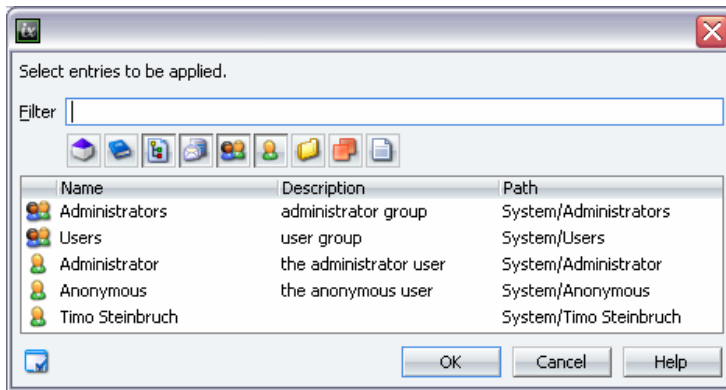 ix
Select entries to be applied.
Filter
Name Description Path
Administrators administrator group System/Administrators
Users user group System/Users
Administrator the administrator user System/Administrator
Anonymous the anonymous user System/Anonymous
Timo Steinbruch System/Timo Steinbruch
OK Cancel Help